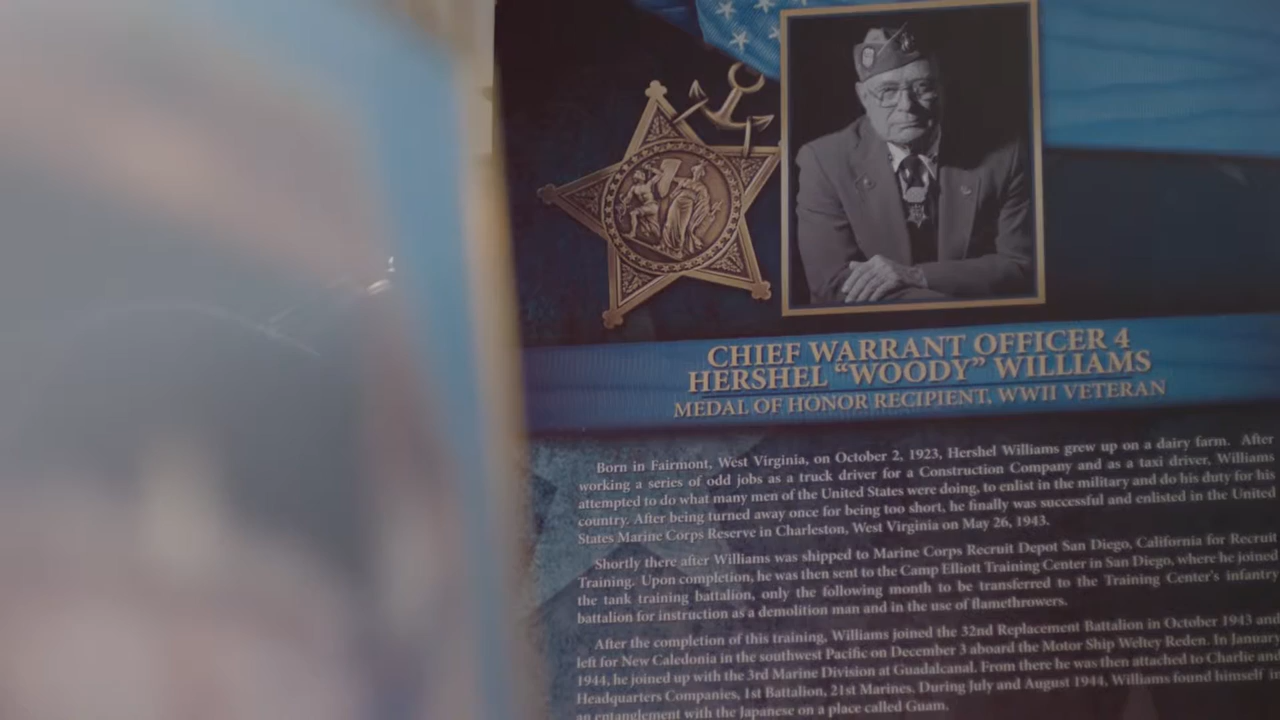 CHIEF WARRANT OFFICER 4
HERSHEL “WOODY” WILLIAMS
MEDAL OF HONOR RECIPIENT, WWII VETERAN
Born in Fairmont, West Virginia, on October 2, 1923, Hershel Williams grew up on a dairy farm. After
working a series of odd jobs as a truck driver for a Construction Company and as a taxi driver, Williams
attempted to do what many men of the United States were doing, to enlist in the military and do his duty for his
country. After being turned away once for being too short, he finally was successful and enlisted in the United
States Marine Corps Reserve in Charleston, West Virginia on May 26, 1943.
Shortly there after Williams was shipped to Marine Corps Recruit Depot San Diego, California for Recruit
Training. Upon completion, he was then sent to the Camp Elliott Training Center in San Diego, where he joined
the tank training battalion, only the following month to be transferred to the Training Center's infantry
battalion for instruction as a demolition man and in the use of flamethrowers.
After the completion of this training, Williams joined the 32nd Replacement Battalion in October 1943 and
left for New Caledonia in the southwest Pacific on December 3 aboard the Motor Ship Weltey Reden. In January
1944, he joined up with the 3rd Marine Division at Guadalcanal. From there he was then attached to Charlie and
Headquarters Companies, 1st Battalion, 21st Marines. During July and August 1944, Williams found himself in
an entanglement with the Japanese on a place called Guam.